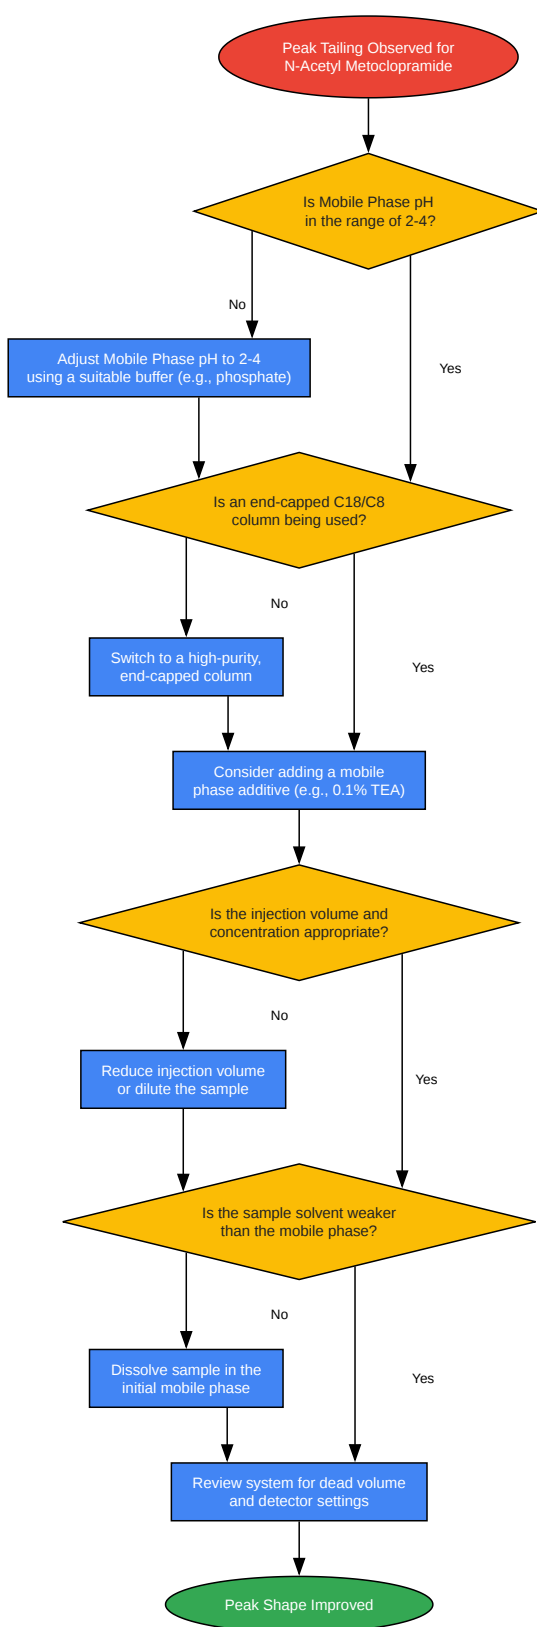 Peak Tailing Observed for
N-Acetyl Metoclopramide
Is Mobile Phase pH
in the range of 2-4?
No
Adjust Mobile Phase pH to 2-4
using a suitable buffer (e.g., phosphate)
Yes
Is an end-capped C18/C8
column being used?
No
Switch to a high-purity,
end-capped column
Yes
Consider adding a mobile
phase additive (e.g., 0.1% TEA)
Is the injection volume and
concentration appropriate?
No
Reduce injection volume
or dilute the sample
Yes
Is the sample solvent weaker
than the mobile phase?
No
Dissolve sample in the
initial mobile phase
Yes
Review system for dead volume
and detector settings
Peak Shape Improved